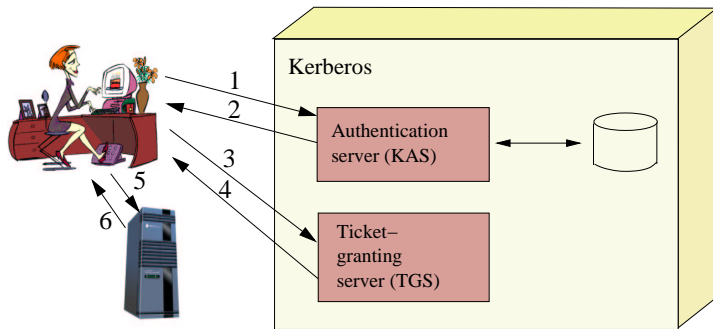 Kerberos
1
2
Authentication
server (KAS)
3
4
5
6
Ticket–
granting
server (TGS)